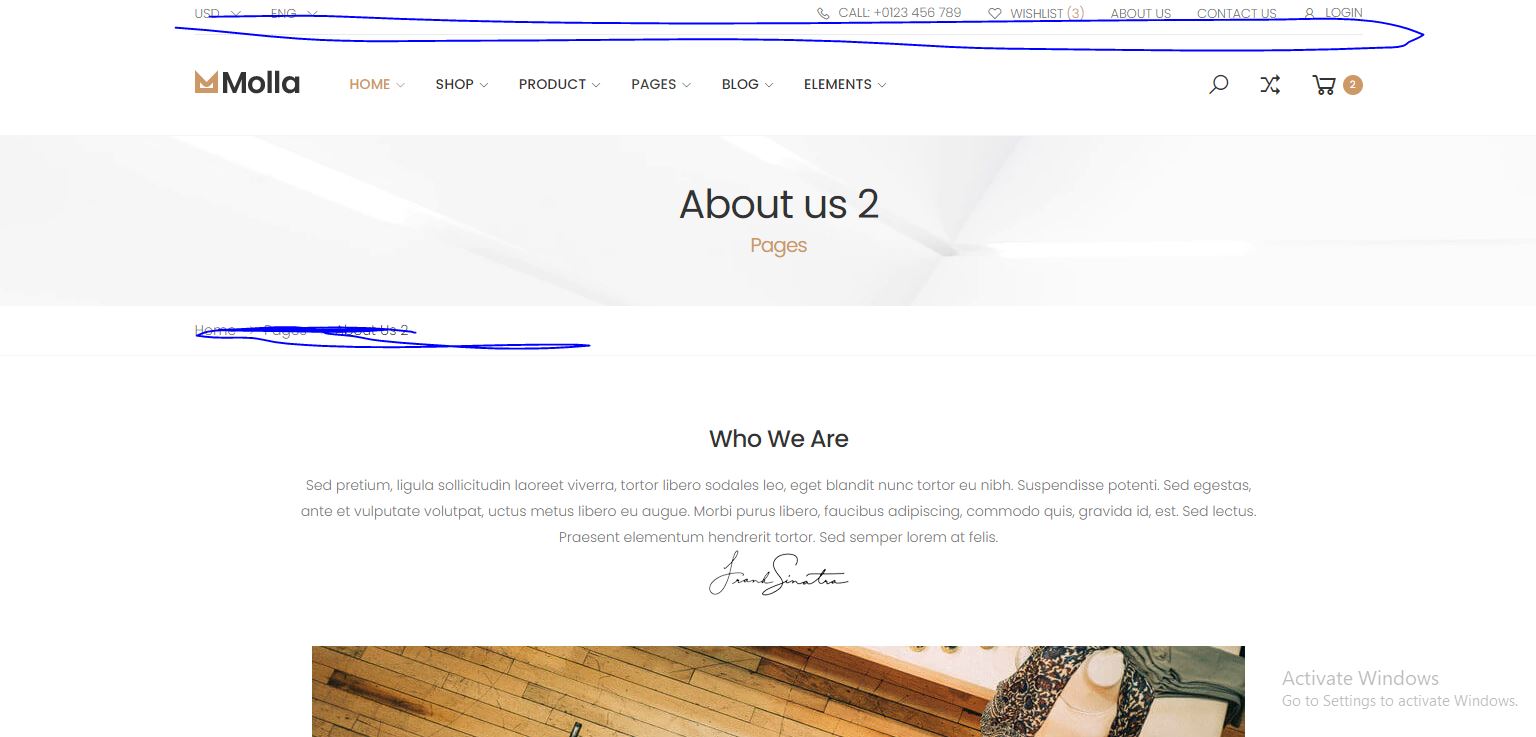 USD ENG CALL: +0123 456 789 WISHLIST (3) ABOUT US CONTACT US LOGIN
Molla HOME SHOP PRODUCT PAGES BLOG ELEMENTS 2
About us 2
Pages
Home Pages About Us 2
Who We Are
Sed pretium, ligula sollicitudin laoreet viverra, tortor libero sodales leo, eget blandit nunc tortor eu nibh. Suspendisse potenti. Sed egestas,
ante et vulputate volutpat, uctus metus libero eu augue. Morbi purus libero, faucibus adipiscing, commodo quis, gravida id, est. Sed lectus.
Praesent elementum hendrerit tortor. Sed semper lorem at felis.
Frank Sinatra
Activate Windows
Go to Settings to activate Windows.